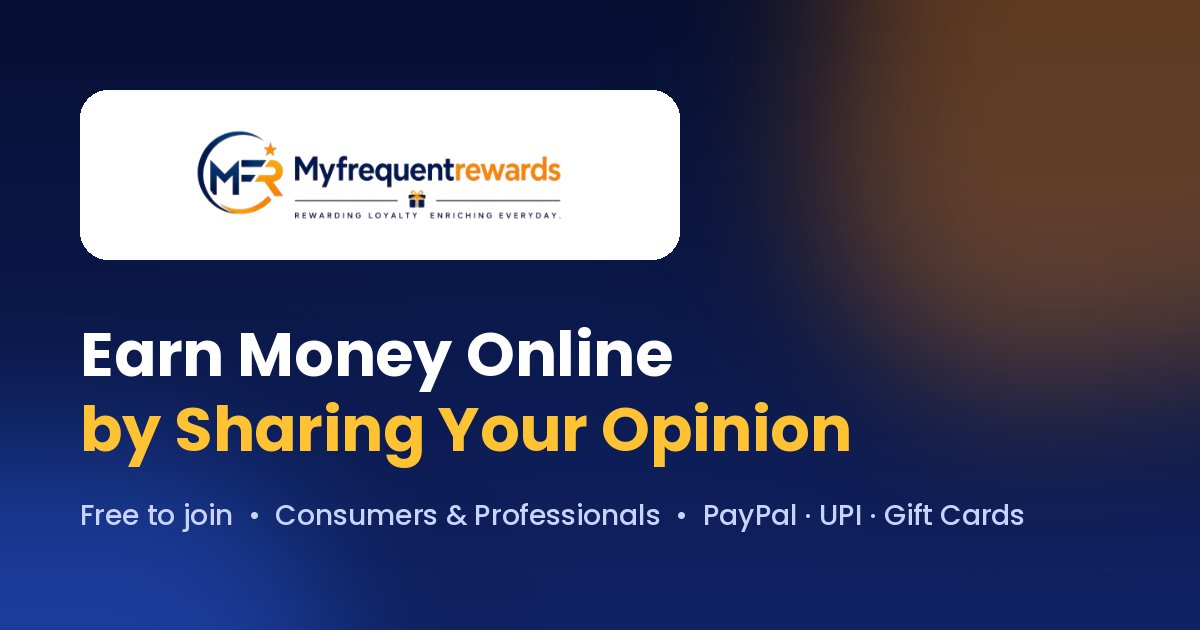 MFR
Myfrequentrewards
REWARDING LOYALTY ENRICHING EVERYDAY.
Earn Money Online
by Sharing Your Opinion
Free to join • Consumers & Professionals • PayPal · UPI · Gift Cards